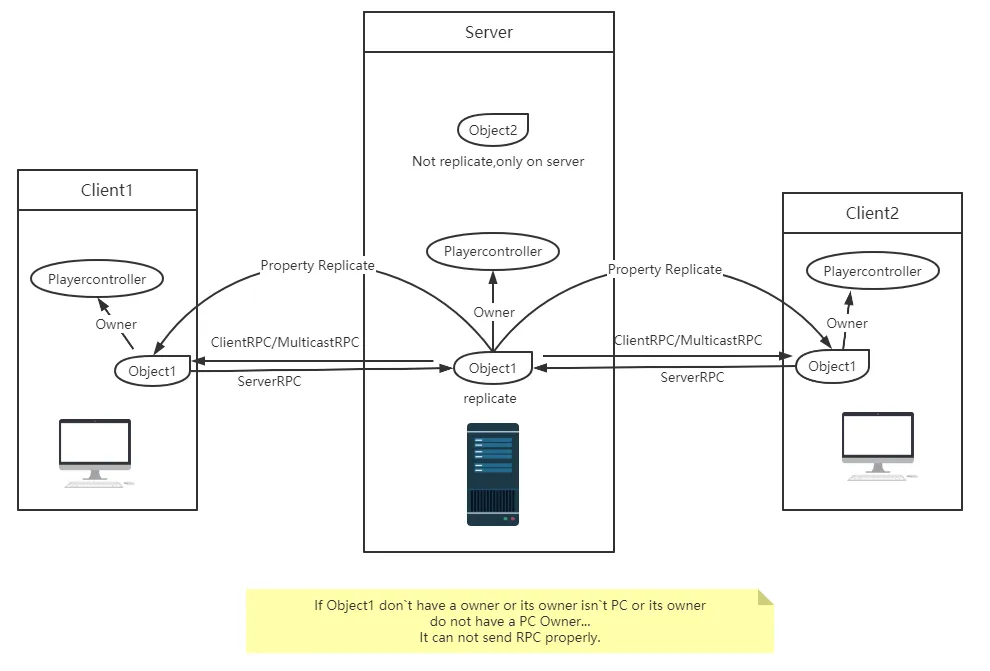 Server
Object2
Not replicate,only on server
Client1
Client2
Playercontroller
Playercontroller
Playercontroller
Property Replicate
Property Replicate
Owner
Owner
Owner
ClientRPC/MulticastRPC
ClientRPC/MulticastRPC
Object1
Object1
Object1
ServerRPC
ServerRPC
replicate
If Object1 don`t have a owner or its owner isn`t PC or its owner
do not have a PC Owner...
It can not send RPC properly.